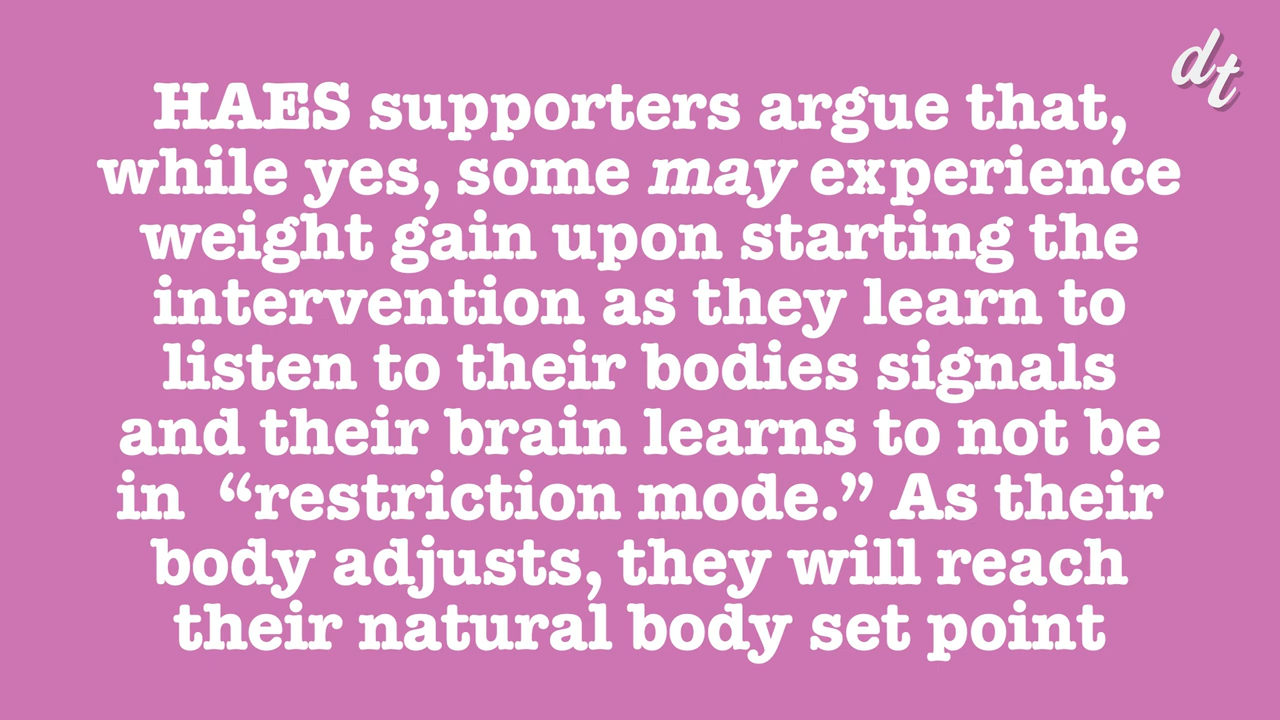 dt
HAES supporters argue that,
while yes, some may experience
weight gain upon starting the
intervention as they learn to
listen to their bodies signals
and their brain learns to not be
in “restriction mode.” As their
body adjusts, they will reach
their natural body set point